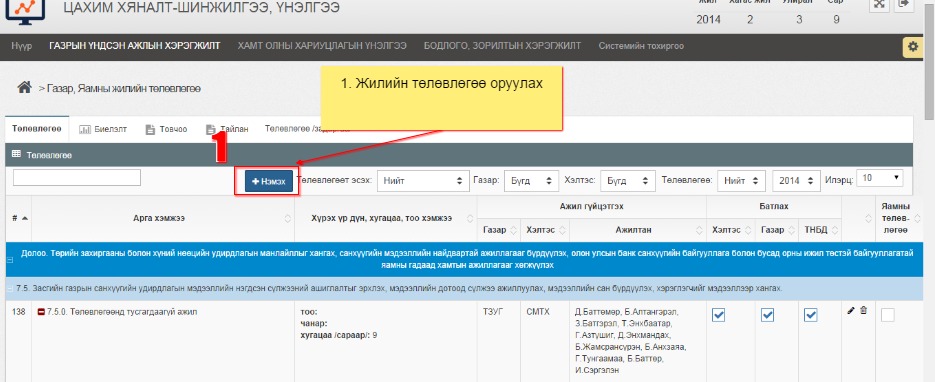 ЦАХИМ ХЯНАЛТ-ШИНЖИЛГЭЭ, ҮНЭЛГЭЭ
Жил Хагас жил Улирал Сар
2014 2 3 9
Нүүр ГАЗРЫН ҮНДСЭН АЖЛЫН ХЭРЭГЖИЛТ ХАМТ ОЛНЫ ХАРИУЦЛАГЫН ҮНЭЛГЭЭ БОДЛОГО, ЗОРИЛТЫН ХЭРЭГЖИЛТ Системийн тохиргоо
1. Жилийн төлөвлөгөө оруулах
> Газар, Яамны жилийн төлөвлөгөө
Төлөвлөгөө Биелэлт Товчоо Тайлан Төлөвлөгөө
1
Төлөвлөгөө
+ Нэмэх Төлөвлөгөөт эсэх: Нийт Газар: Бүгд Хэлтэс: Бүгд Төлөвлөгөө: Нийт 2014 Илэрц: 10
# Арга хэмжээ Хүрэх үр дүн, хугацаа, тоо хэмжээ Ажил гүйцэтгэх Батлах Яамны төлөв-лөгөө
Газар Хэлтэс Ажилтан Хэлтэс Газар ТНБД
Долоо. Төрийн захиргааны болон хүний нөөцийн удирдлагын манлайллыг хангах, санхүүгийн мэдээллийн найдвартай ажиллагааг бүрдүүлэх, олон улсын банк санхүүгийн байгууллага болон бусад орны ижил төстэй байгууллагатай
яамны гадаад хамтын ажиллагааг хөгжүүлэх
7.5. Засгийн газрын санхүүгийн удирдлагын мэдээллийн нэгдсэн сүлжээний ашиглалтыг эрхлэх, мэдээллийн дотоод сүлжээ ажиллуулах, мэдээллийн сан бүрдүүлэх, хэрэглэгчийг мэдээллээр хангах.
138 7.5.0. Төлөвлөгөөнд тусгагдаагүй ажил тоо: ТЗУГ СМТХ Д.Баттөмөр, Б.Алтангэрэл,
чанар: З.Батгэрэл, Т.Энхбаатар,
хугацаа /сараар/: 9 Г.Азтушиг, Д.Энхмандах,
Б.Жамсрансүрэн, Б.Анхзаяа,
Г.Тунгаамаа, Б.Баттөр,
И.Сэргэлэн